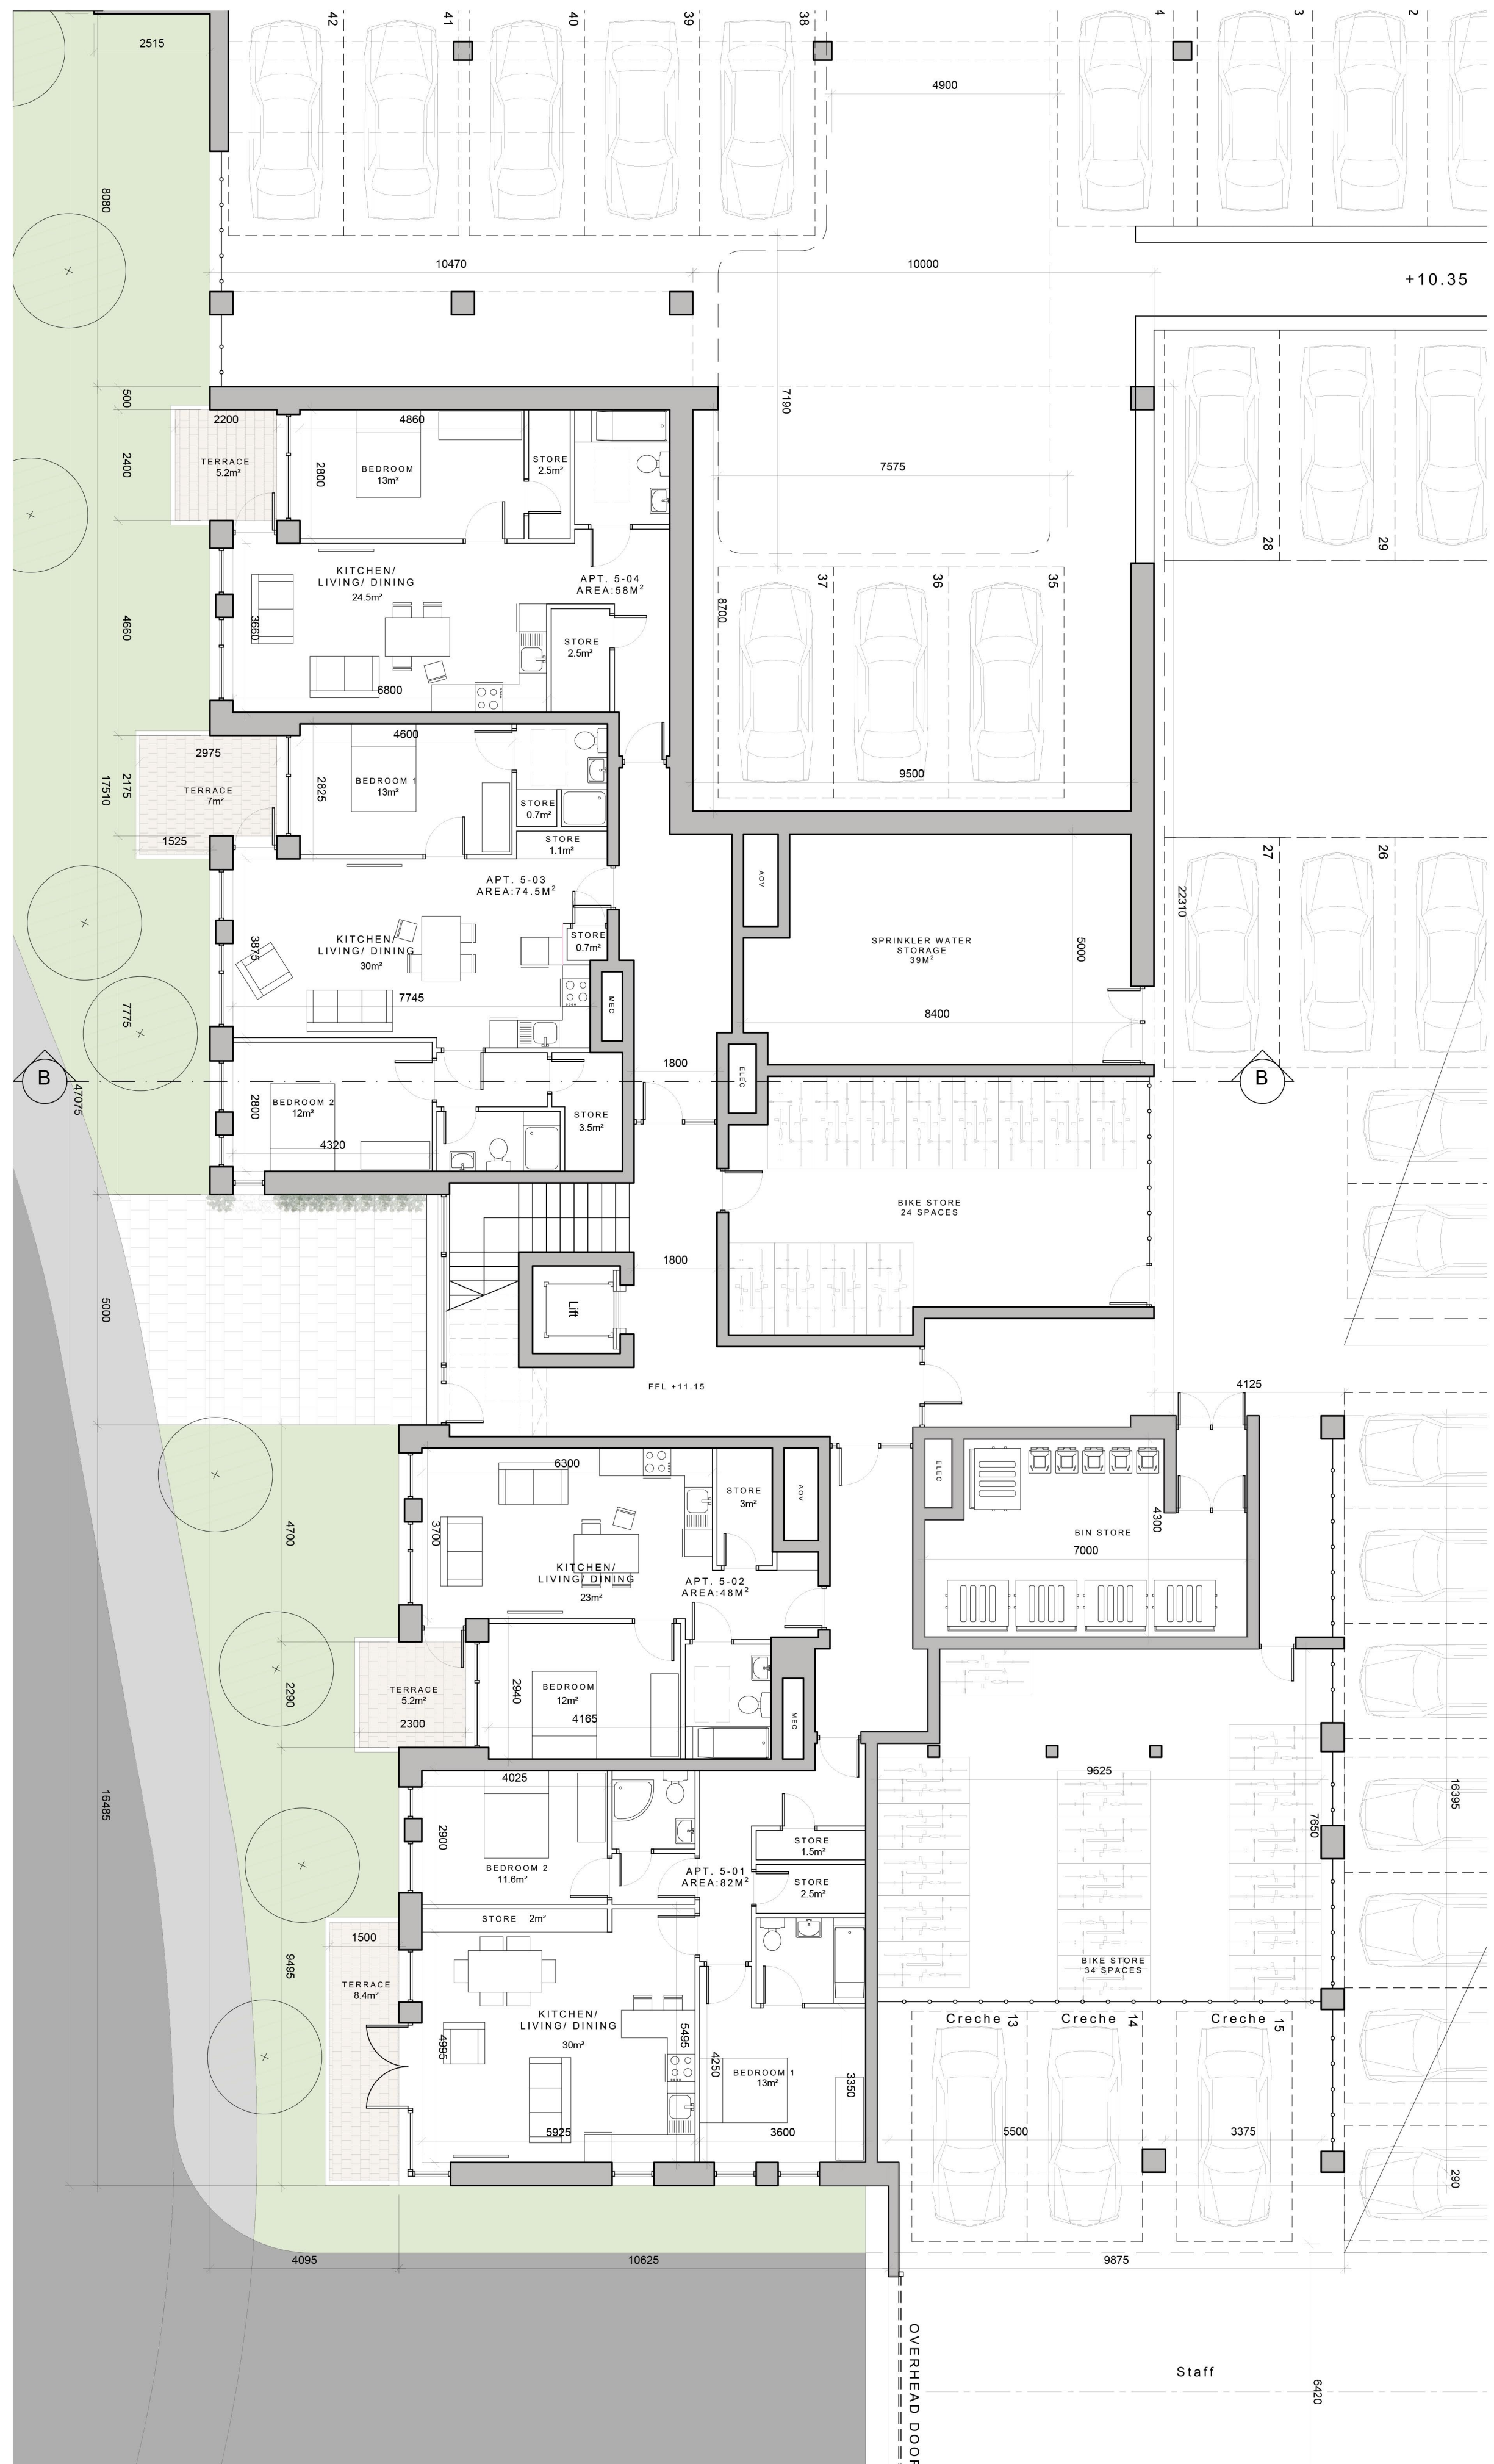 42
41
40
39
38
4
3
2
2515
4900
8080
10470
10000
+10.35
500
7190
2200
4860
2400
TERRACE
5.2m²
2800
BEDROOM
13m²
STORE
2.5m²
7575
28
29
KITCHEN/
LIVING/ DINING
24.5m²
APT. 5-04
AREA:58M²
37
36
35
8700
4660
3660
STORE
2.5m²
6800
2975
4600
9500
TERRACE
7m²
2175
17510
2825
BEDROOM 1
13m²
STORE
0.7m²
1525
STORE
1.1m²
27
26
AOV
22310
APT. 5-03
AREA:74.5M²
KITCHEN/
LIVING/ DINING
30m²
3875
STORE
0.7m²
SPRINKLER WATER
STORAGE
39M²
5000
7745
MEC
8400
7775
1800
ELEC
B
B
47075
BEDROOM 2
12m²
2800
4320
STORE
3.5m²
BIKE STORE
24 SPACES
1800
5000
Lift
FFL +11.15
4125
6300
STORE
3m²
AOV
ELEC
4700
3700
4300
BIN STORE
7000
KITCHEN/
LIVING/ DINING
23m²
APT. 5-02
AREA:48M²
TERRACE
5.2m²
2290
2940
BEDROOM
12m²
4165
2300
MEC
9625
4025
16485
16395
7650
2900
BEDROOM 2
11.6m²
STORE
1.5m²
APT. 5-01
AREA:82M²
STORE
2.5m²
STORE 2m²
1500
9495
TERRACE
8.4m²
BIKE STORE
34 SPACES
KITCHEN/
LIVING/ DINING
30m²
4995
5495
4250
BEDROOM 1
13m²
3350
Creche 13
Creche 14
Creche 15
5925
3600
5500
3375
290
4095
10625
9875
OVERHEAD DOOR
Staff
6420